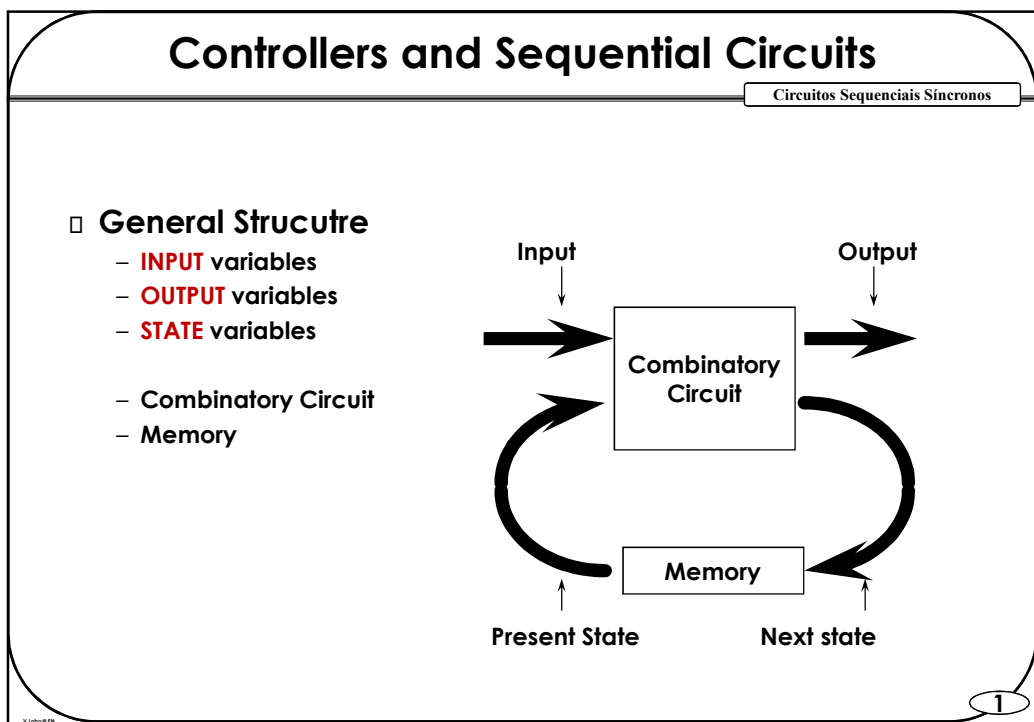 Controllers and Sequential Circuits
Circuitos Sequenciais Síncronos
General Strucutre
– INPUT variables
– OUTPUT variables
– STATE variables
– Combinatory Circuit
– Memory
Input
Output
Combinatory
Circuit
Memory
Present State
Next state
1